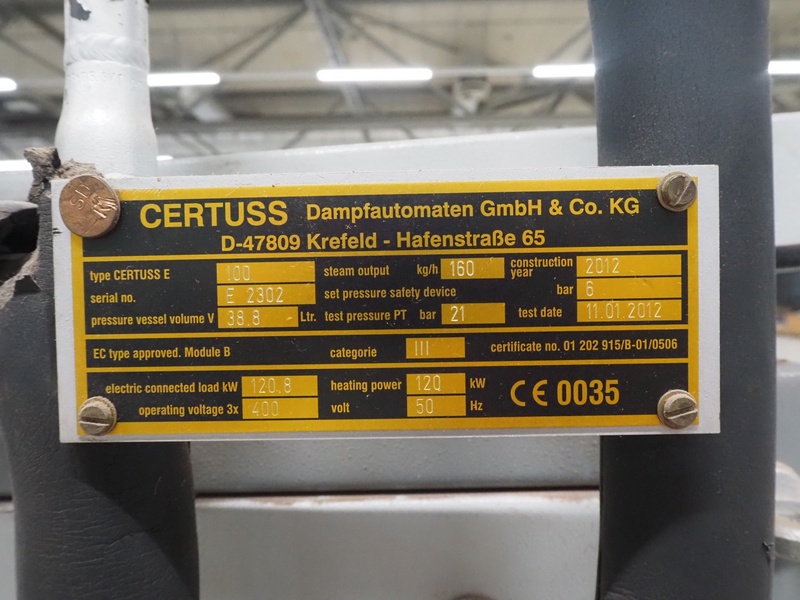 CERTUSS Dampfautomaten GmbH & Co. KG
D-47809 Krefeld - Hafenstraße 65
type CERTUSS E 100 steam output kg/h 160 construction year 2012
serial no. E 2302 set pressure safety device bar 6
pressure vessel volume V 38.8 Ltr. test pressure PT bar 21 test date 11.01.2012
EC type approved. Module B categorie III certificate no. 01 202 915/B-01/0506
electric connected load kW 120.8 heating power 120 kW CE 0035
operating voltage 3x 400 volt 50 Hz